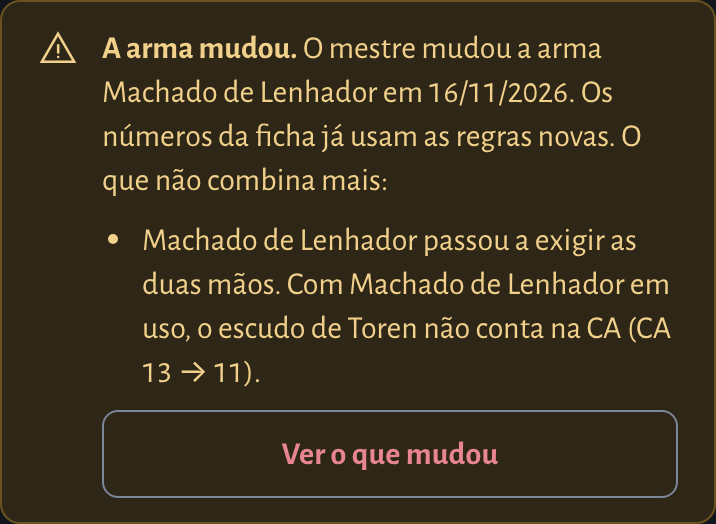 A arma mudou. O mestre mudou a arma
Machado de Lenhador em 16/11/2026. Os
números da ficha já usam as regras novas. O
que não combina mais:
• Machado de Lenhador passou a exigir as
duas mãos. Com Machado de Lenhador em
uso, o escudo de Toren não conta na CA (CA
13 → 11).
Ver o que mudou